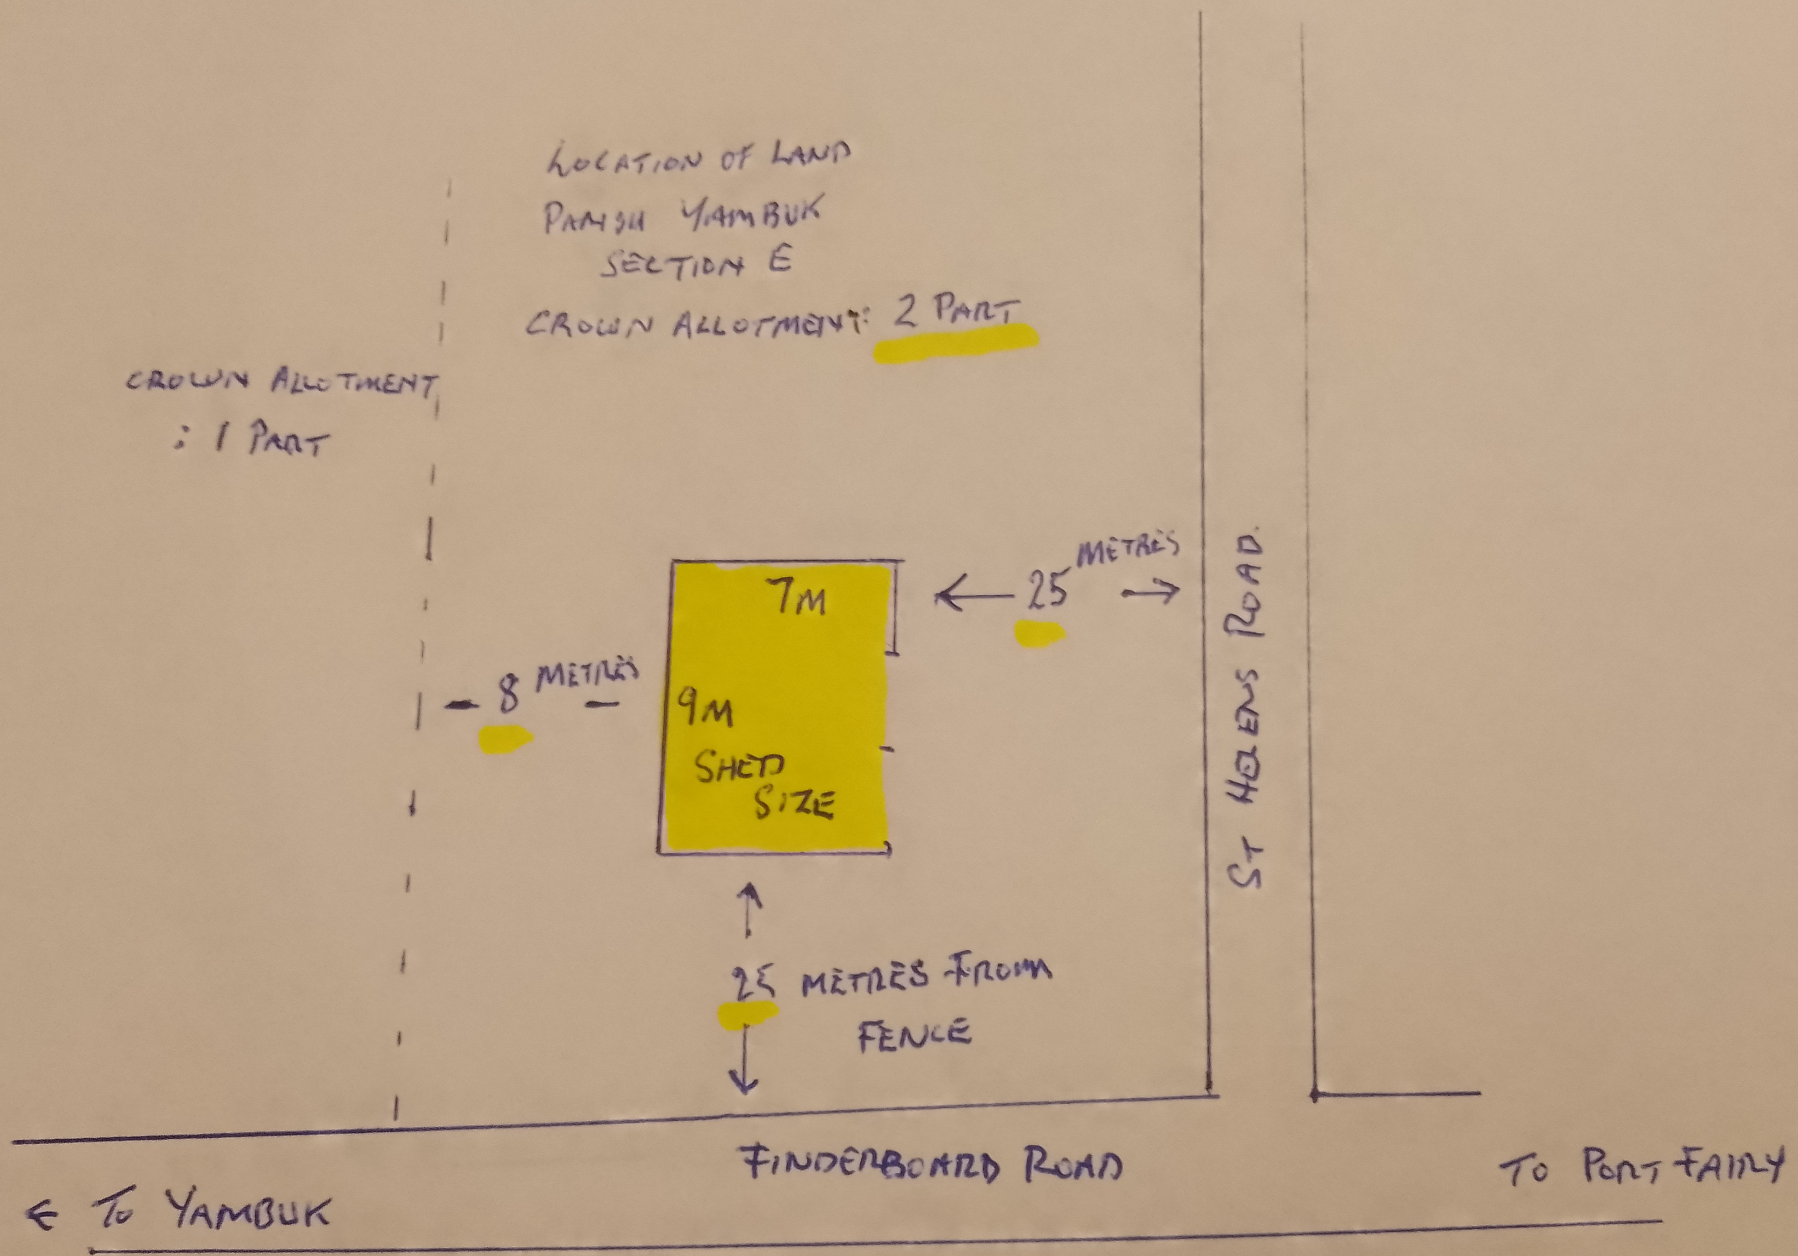 LOCATION OF LAND
PARISH YAMBUK
SECTION E
CROWN ALLOTMENT: 2 PART
CROWN ALLOTMENT
: 1 PART
7M
← 25 METRES →
- 8 METRES -
9M
SHED
SIZE
ST HELENS ROAD.
25 METRES FROM
FENCE
FINDERBOARD ROAD
TO PORT FAIRY
← TO YAMBUK